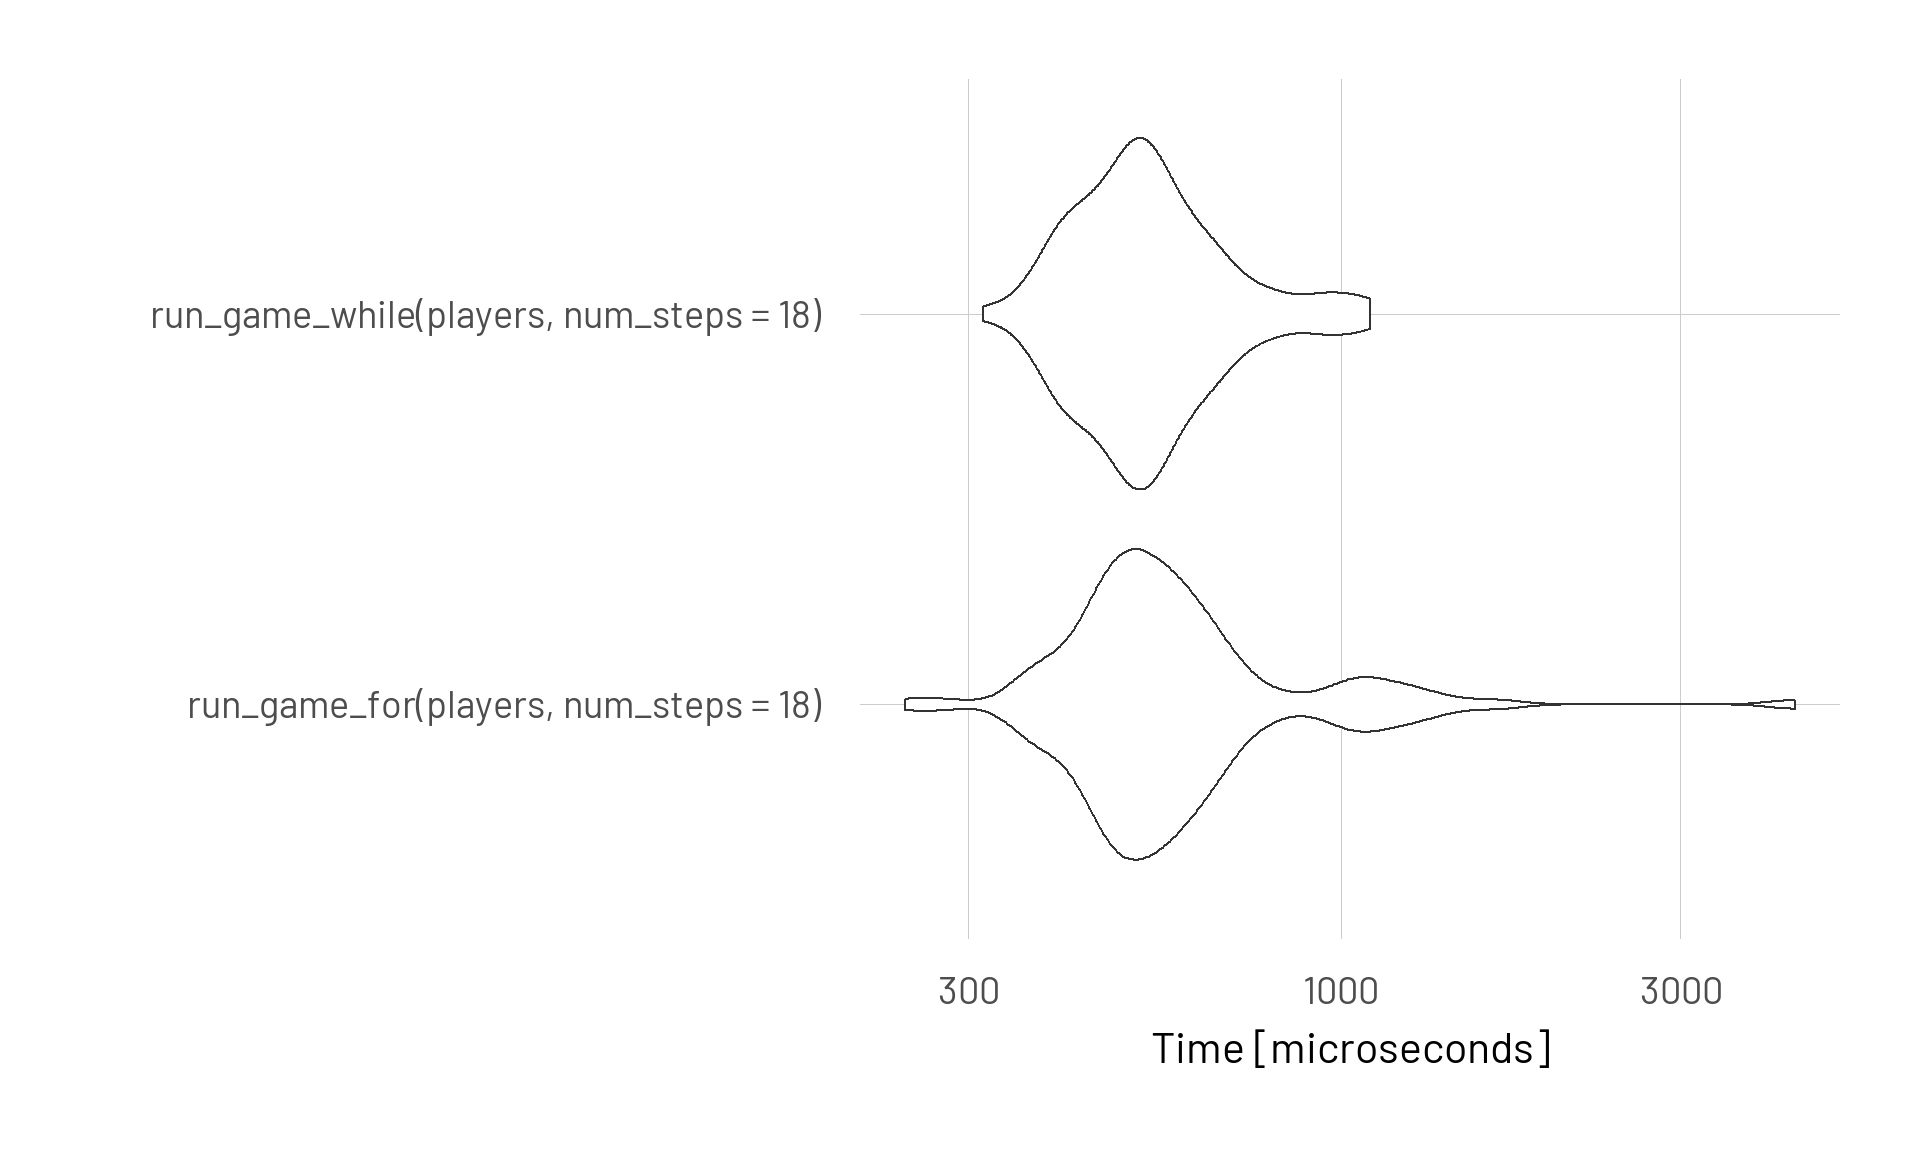 run_game_while(players, num_steps = 18)
run_game_for(players, num_steps = 18)
300 1000 3000
Time [microseconds]